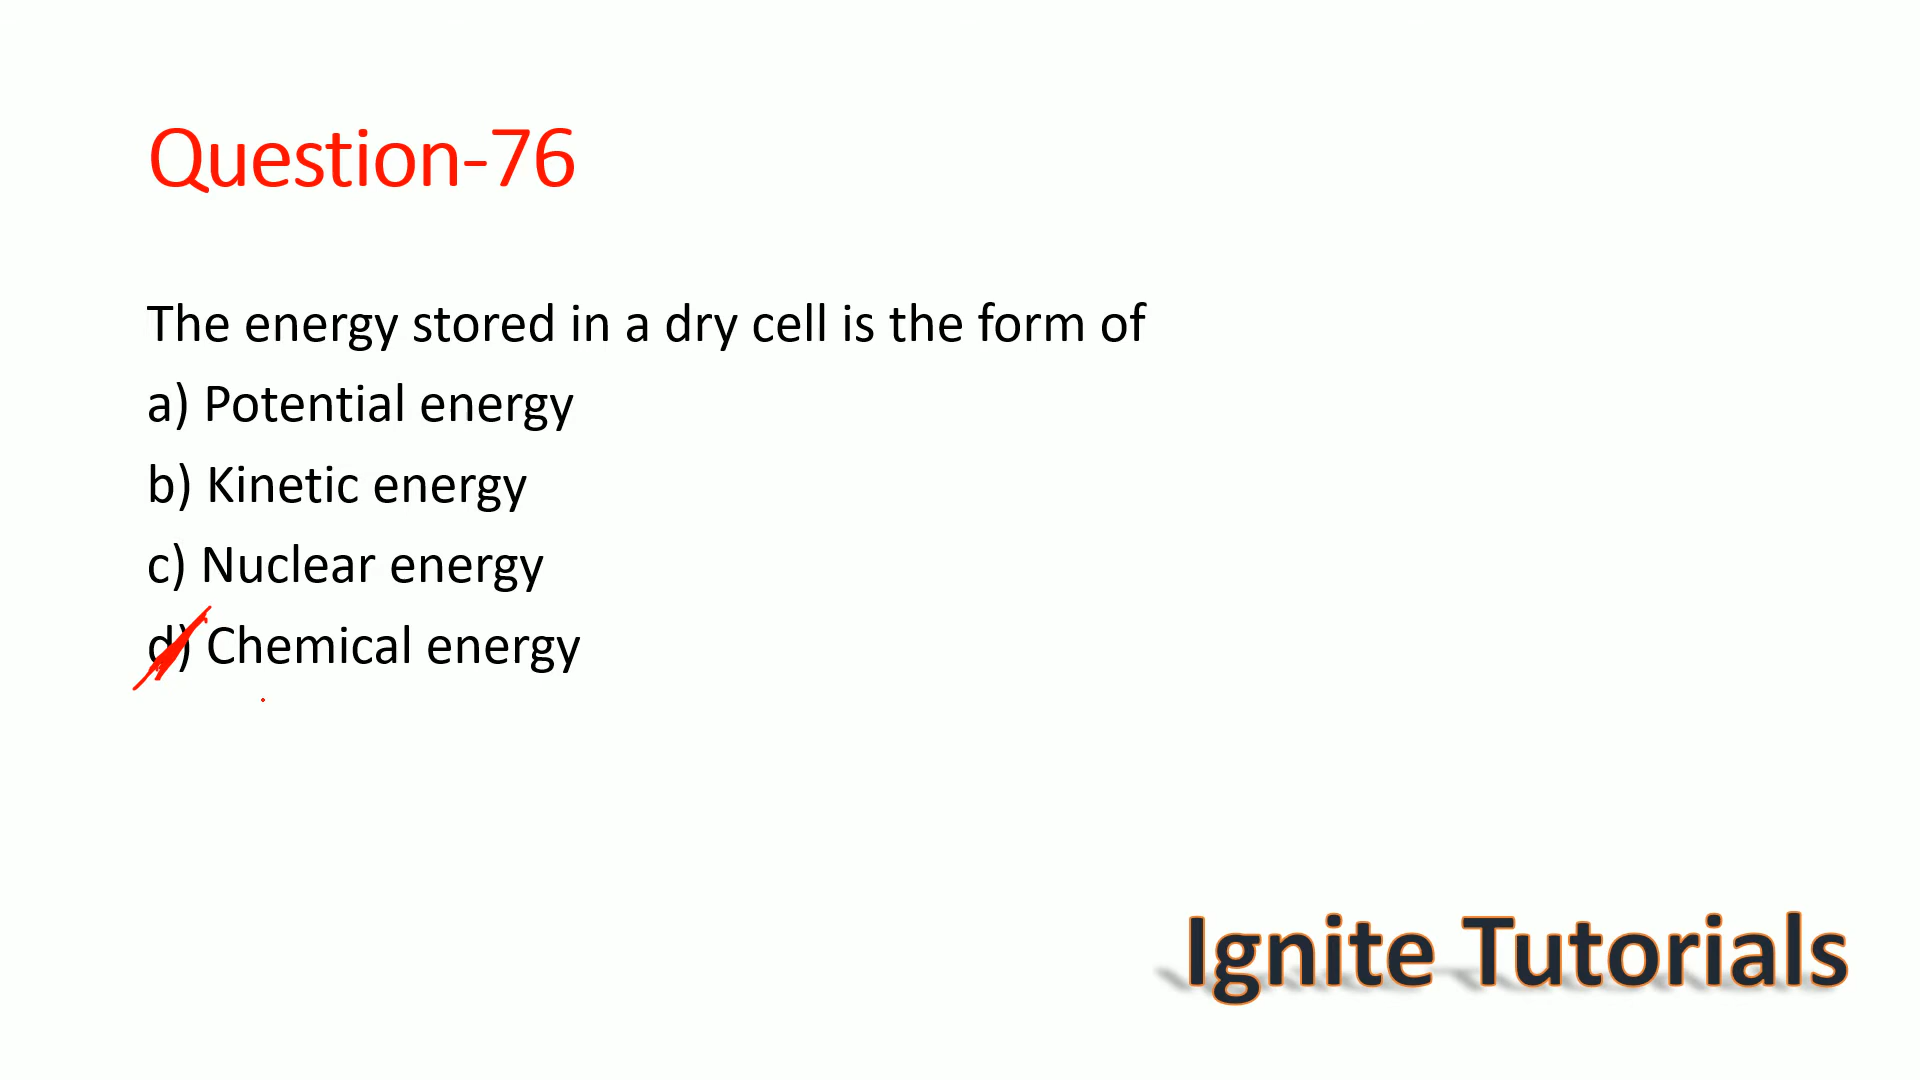 Question-76
The energy stored in a dry cell is the form of
a) Potential energy
b) Kinetic energy
c) Nuclear energy
d) Chemical energy
Ignite Tutorials